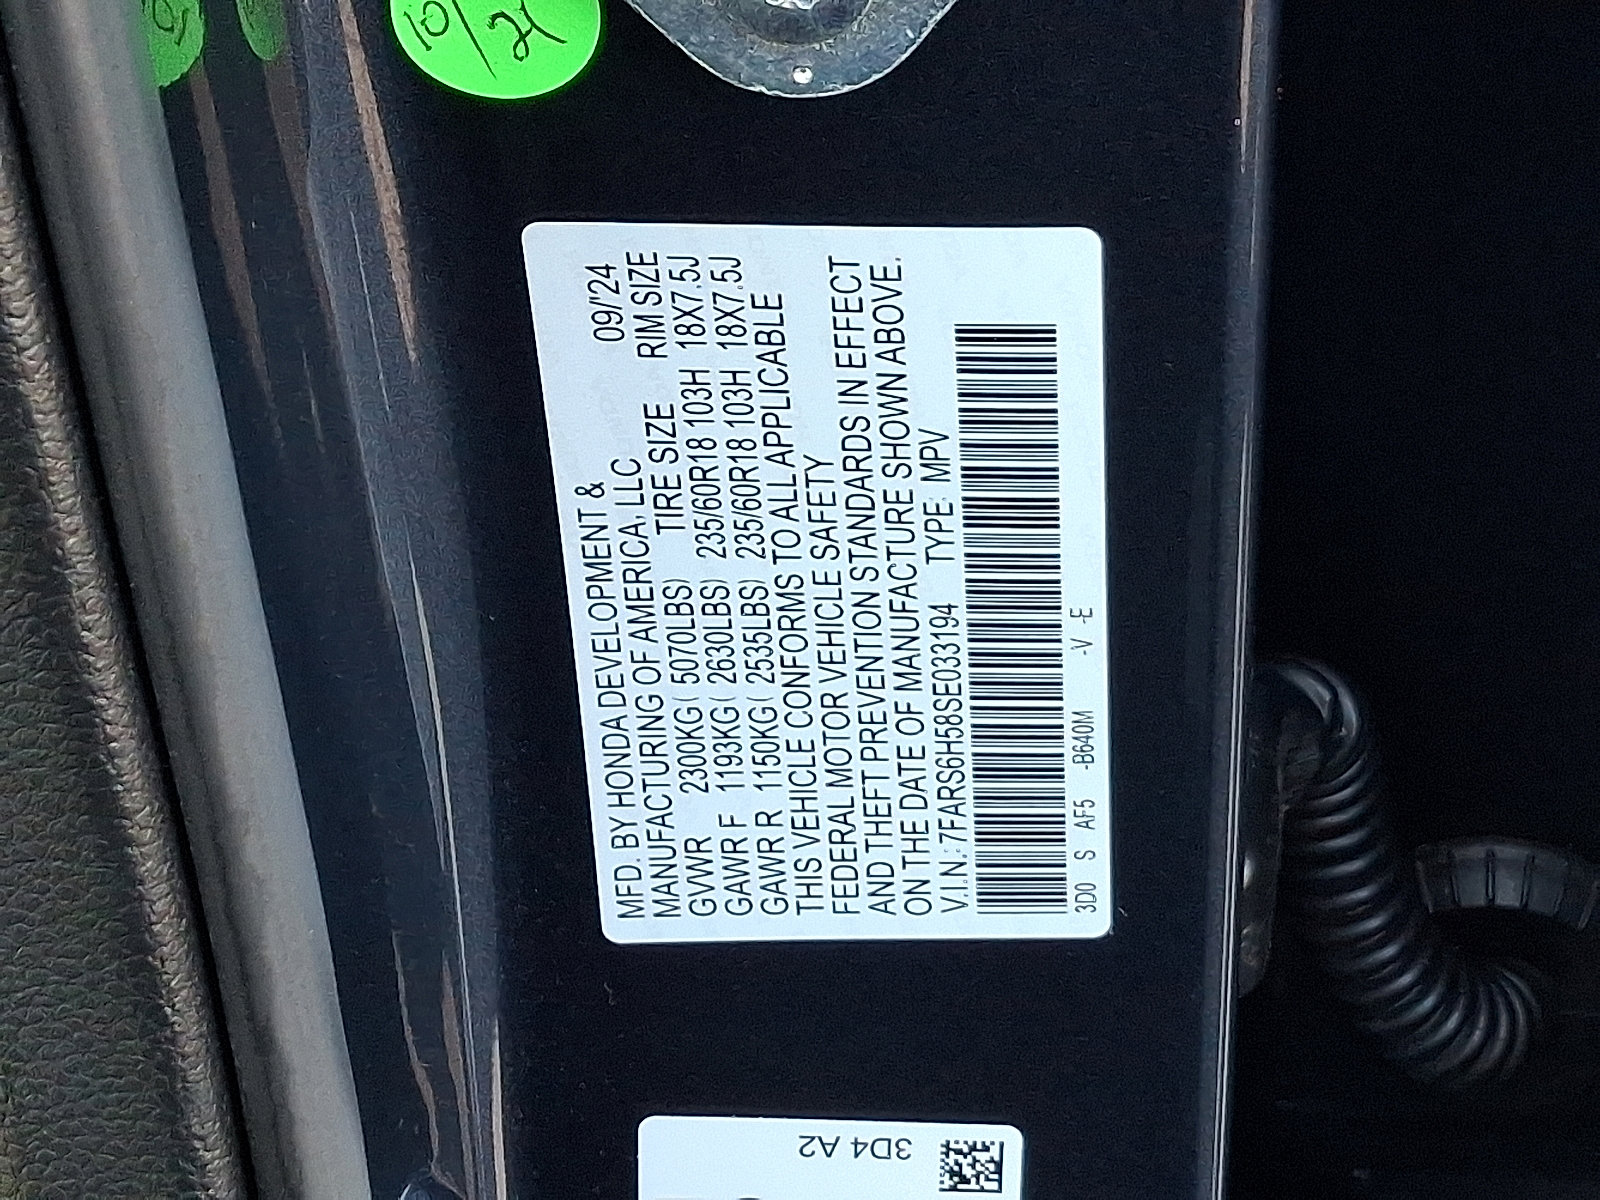 10/21
MFD. BY HONDA DEVELOPMENT & 09/'24
MANUFACTURING OF AMERICA, LLC
TIRE SIZE RIM SIZE
GVWR 2300KG( 5070LBS) 235/60R18 103H 18X7.5J
GAWR F 1193KG( 2630LBS) 235/60R18 103H 18X7.5J
GAWR R 1150KG( 2535LBS)
THIS VEHICLE CONFORMS TO ALL APPLICABLE
FEDERAL MOTOR VEHICLE SAFETY
AND THEFT PREVENTION STANDARDS IN EFFECT
ON THE DATE OF MANUFACTURE SHOWN ABOVE.
V.I.N.: 7FARS6H58SE033194 TYPE: MPV
3D0 S AF5 -B640M -V -E
3D4 A2